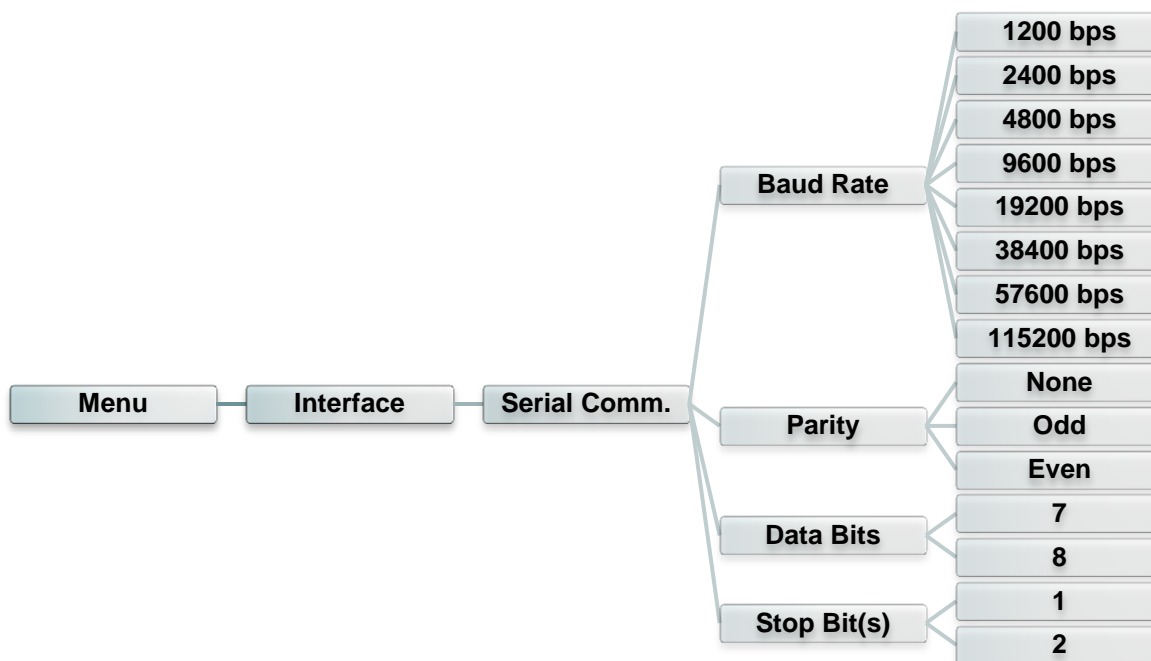 Menu
Interface
Serial Comm.
Baud Rate
1200 bps
2400 bps
4800 bps
9600 bps
19200 bps
38400 bps
57600 bps
115200 bps
Parity
None
Odd
Even
Data Bits
7
8
Stop Bit(s)
1
2